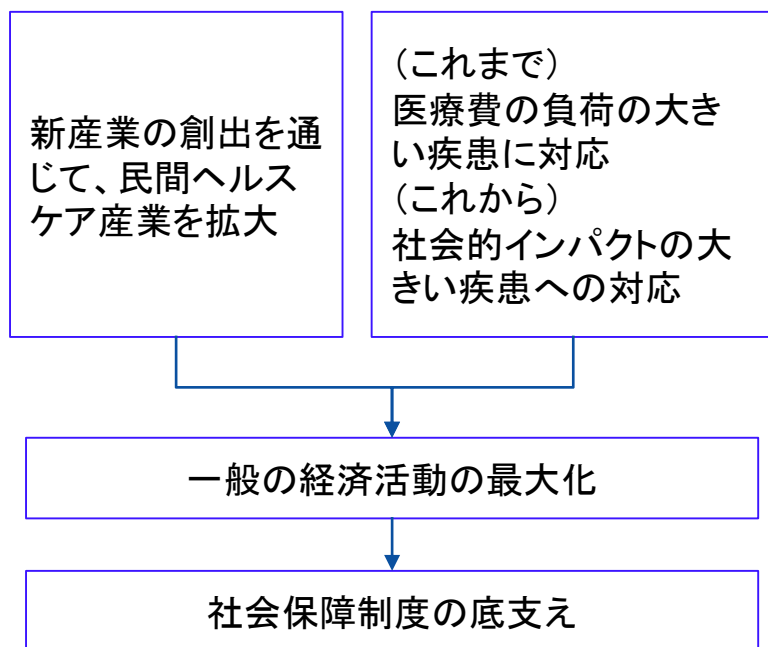 新産業の創出を通
じて、民間ヘルス
ケア産業を拡大
（これまで）
医療費の負荷の大き
い疾患に対応
（これから）
社会的インパクトの大
きい疾患への対応
一般の経済活動の最大化
社会保障制度の底支え